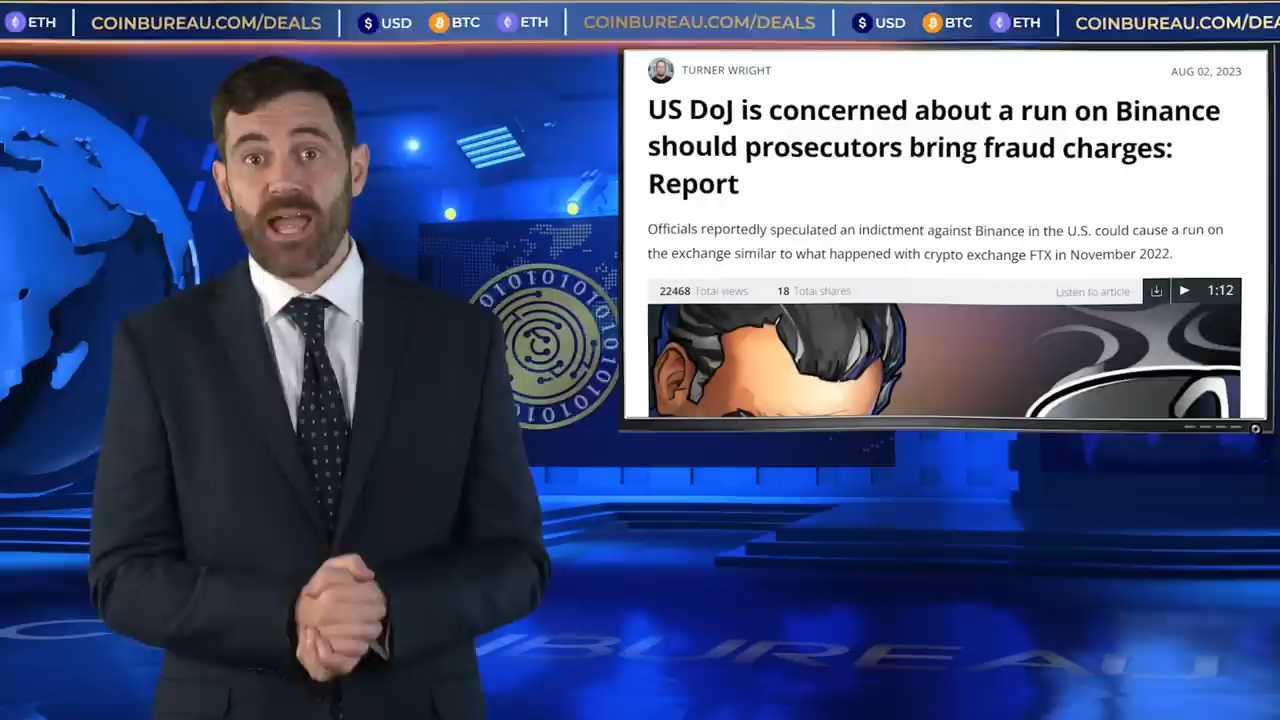 ETH | COINBUREAU.COM/DEALS | $ USD BTC ETH | COINBUREAU.COM/DEALS | $ USD BTC ETH | COINBUREAU.COM/DEA
TURNER WRIGHT
AUG 02, 2023
US DoJ is concerned about a run on Binance
should prosecutors bring fraud charges:
Report
Officials reportedly speculated an indictment against Binance in the U.S. could cause a run on
the exchange similar to what happened with crypto exchange FTX in November 2022.
22468 Total views 18 Total shares
Listen to article 1:12